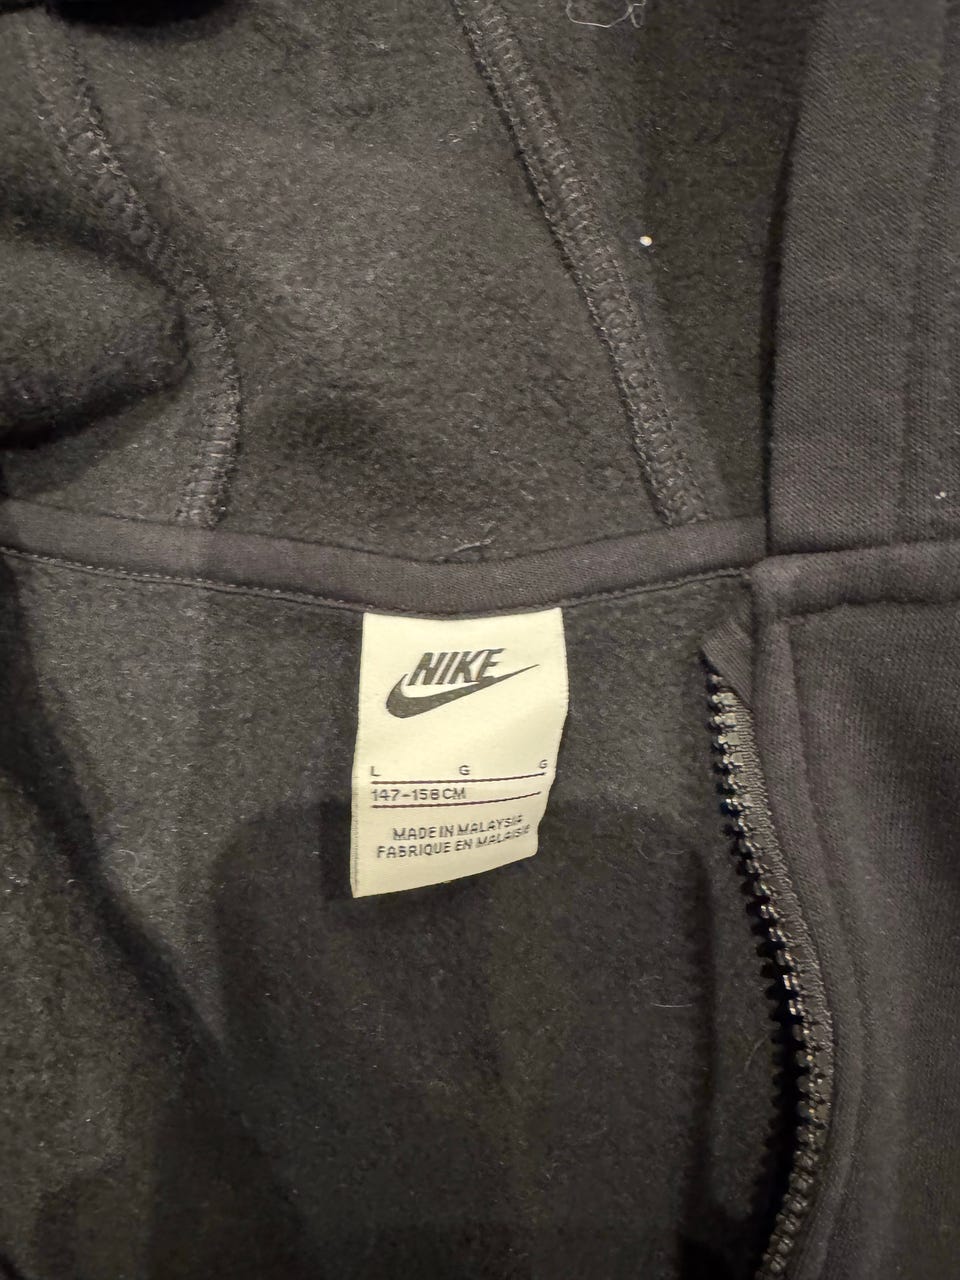 NIKE
L G G
147-158CM
MADE IN MALAYSIA
FABRIQUE EN MALAISIE